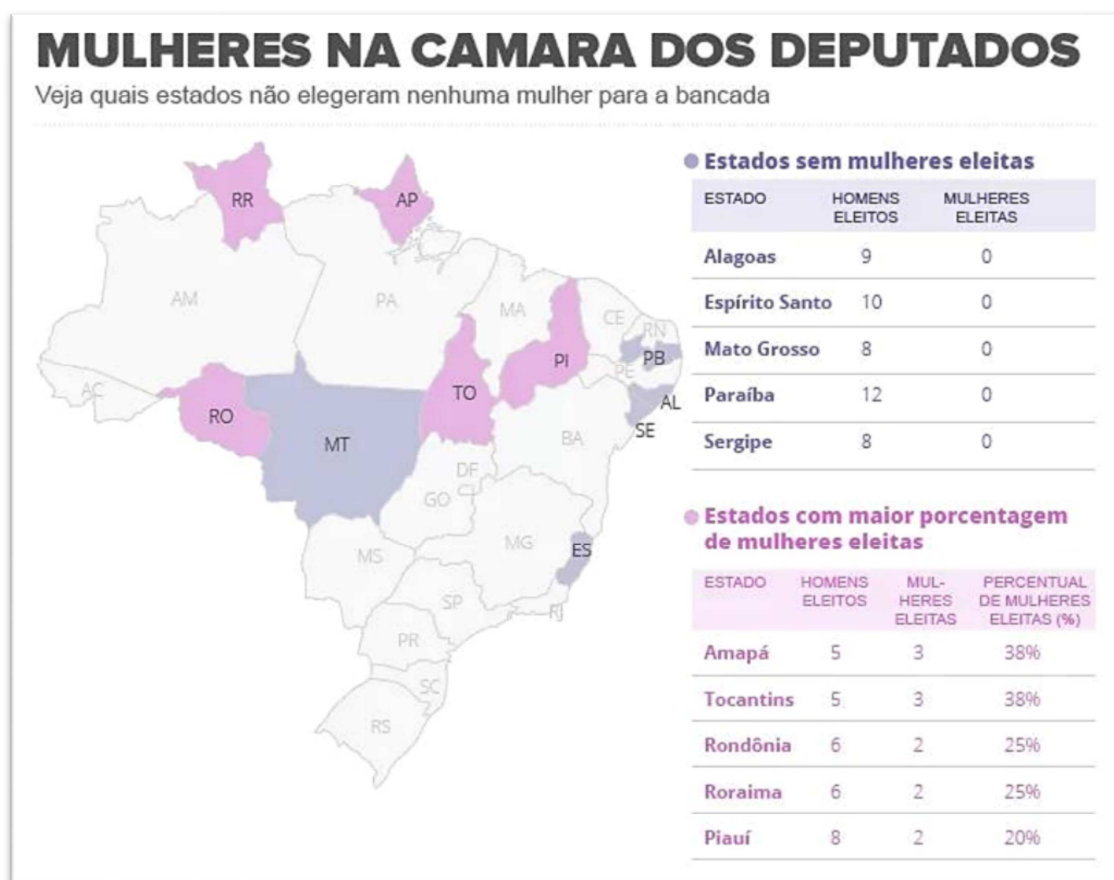 MULHERES NA CAMARA DOS DEPUTADOS
Veja quais estados não elegeram nenhuma mulher para a bancada
RR
AP
AM
PA
MA
CE
RN
PB
PI
PE
AC
TO
AL
RO
SE
MT
BA
DF
GO
MG
ES
MS
SP
RJ
PR
SC
RS
Estados sem mulheres eleitas
ESTADO HOMENS ELEITOS MULHERES ELEITAS
Alagoas 9 0
Espírito Santo 10 0
Mato Grosso 8 0
Paraíba 12 0
Sergipe 8 0
Estados com maior porcentagem
de mulheres eleitas
ESTADO HOMENS ELEITOS MUL-HERES ELEITAS PERCENTUAL DE MULHERES ELEITAS (%)
Amapá 5 3 38%
Tocantins 5 3 38%
Rondônia 6 2 25%
Roraima 6 2 25%
Piauí 8 2 20%